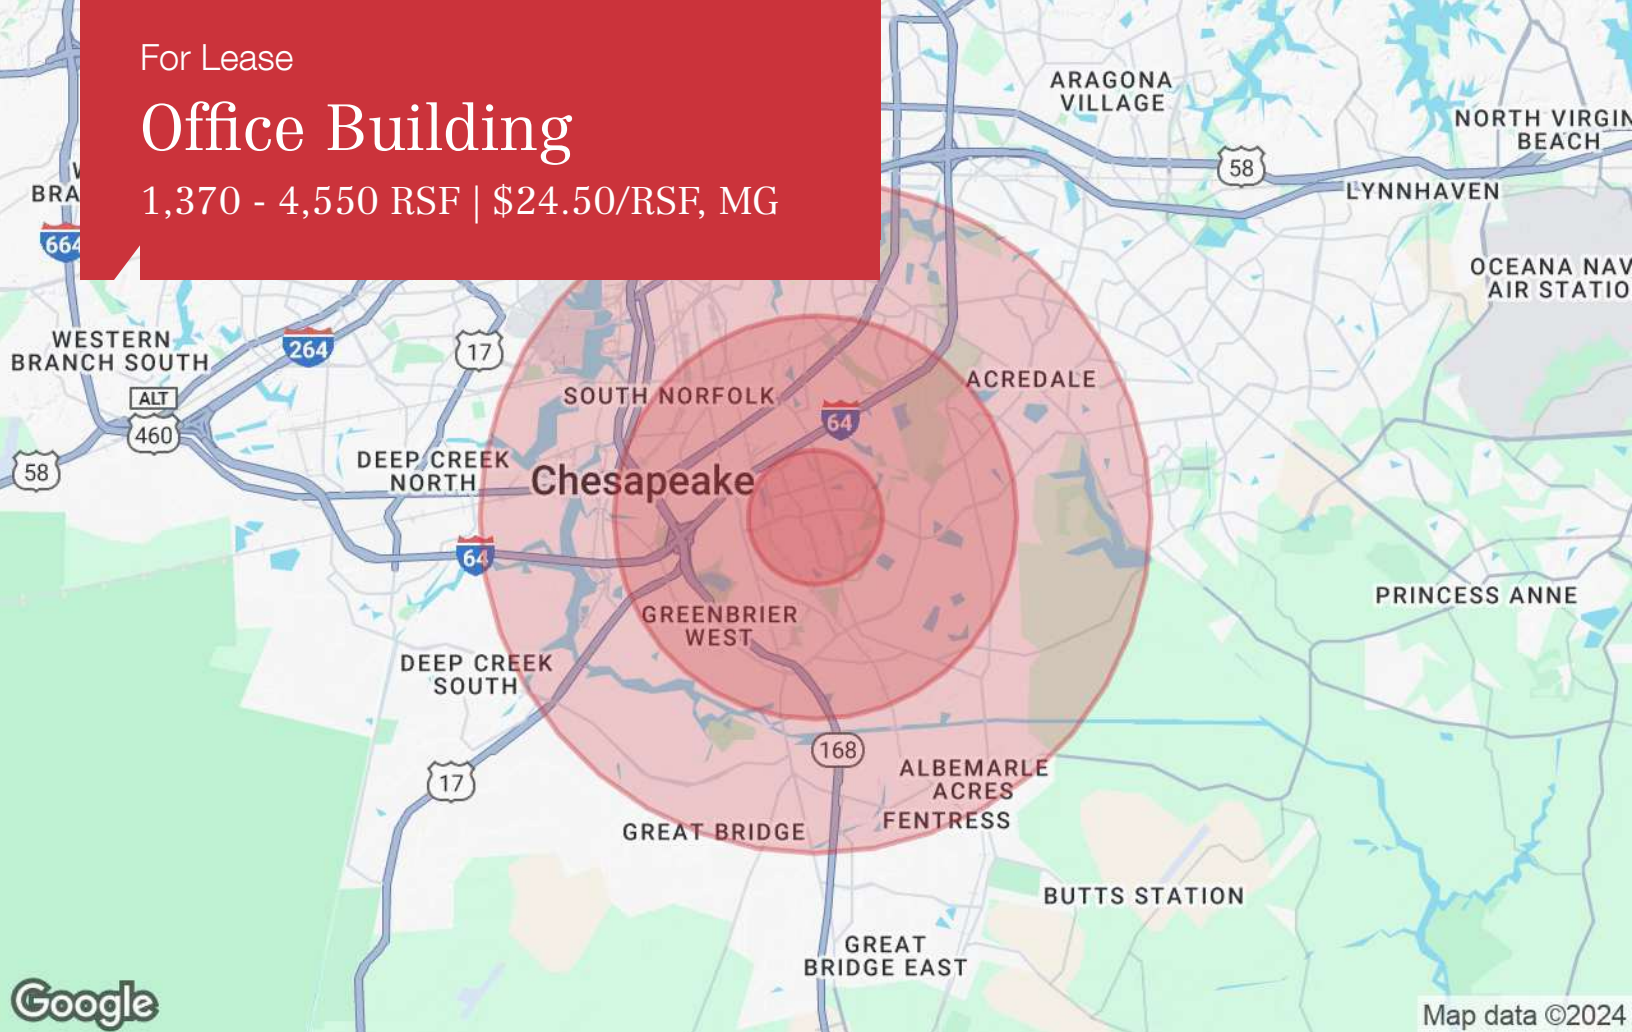 For Lease
Office Building
1,370 - 4,550 RSF | $24.50/RSF, MG
ARAGONA
VILLAGE
NORTH VIRGIN
BEACH
58
LYNNHAVEN
BRA
664
OCEANA NAV
AIR STATIO
WESTERN
BRANCH SOUTH
264
17
ALT
460
58
SOUTH NORFOLK
ACREDALE
64
DEEP CREEK
NORTH
Chesapeake
64
GREENBRIER
WEST
PRINCESS ANNE
DEEP CREEK
SOUTH
17
168
ALBEMARLE
ACRES
FENTRESS
GREAT BRIDGE
BUTTS STATION
GREAT
BRIDGE EAST
Google
Map data ©2024